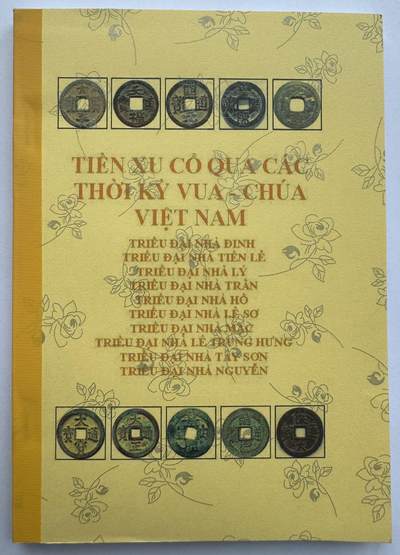 TIỀN XU CỔ QUA CÁC
THỜI KỲ VUA - CHÚA
VIỆT NAM
TRIỀU ĐẠI NHÀ ĐINH
TRIỀU ĐẠI NHÀ TIỀN LÊ
TRIỀU ĐẠI NHÀ LÝ
TRIỀU ĐẠI NHÀ TRẦN
TRIỀU ĐẠI NHÀ HỒ
TRIỀU ĐẠI NHÀ LÊ SƠ
TRIỀU ĐẠI NHÀ MẠC
TRIỀU ĐẠI NHÀ LÊ TRUNG HƯNG
TRIỀU ĐẠI NHÀ TÂY SƠN
TRIỀU ĐẠI NHÀ NGUYỄN